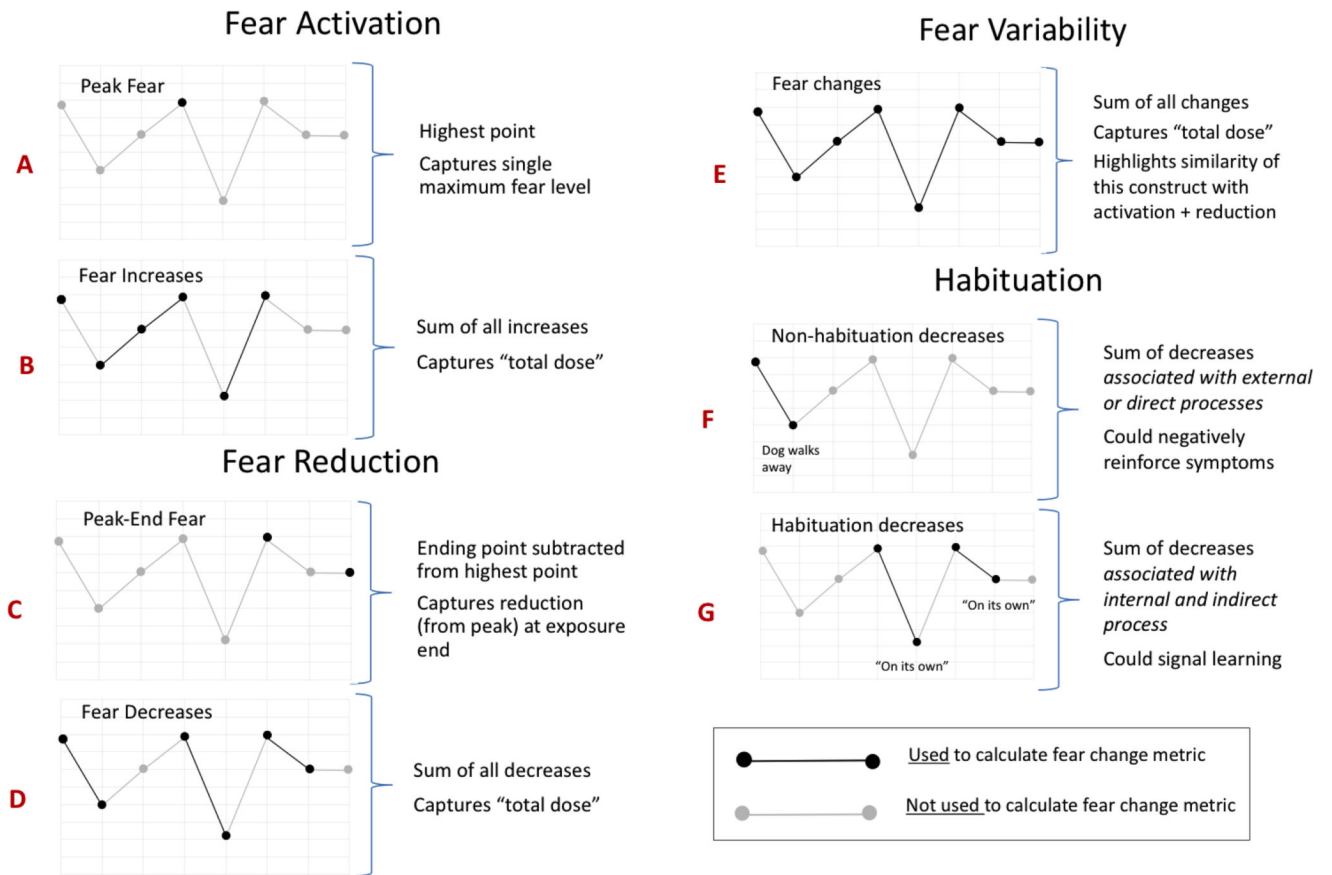 Fear Activation
A
Peak Fear
Highest point
Captures single
maximum fear level
B
Fear Increases
Sum of all increases
Captures “total dose”
Fear Reduction
C
Peak-End Fear
Ending point subtracted
from highest point
Captures reduction
(from peak) at exposure
end
D
Fear Decreases
Sum of all decreases
Captures “total dose”
Fear Variability
E
Fear changes
Sum of all changes
Captures “total dose”
Highlights similarity of
this construct with
activation + reduction
Habituation
F
Non-habituation decreases
Dog walks
away
Sum of decreases
associated with external
or direct processes
Could negatively
reinforce symptoms
G
Habituation decreases
“On its own”
“On its own”
Sum of decreases
associated with
internal and indirect
process
Could signal learning
Used to calculate fear change metric
Not used to calculate fear change metric